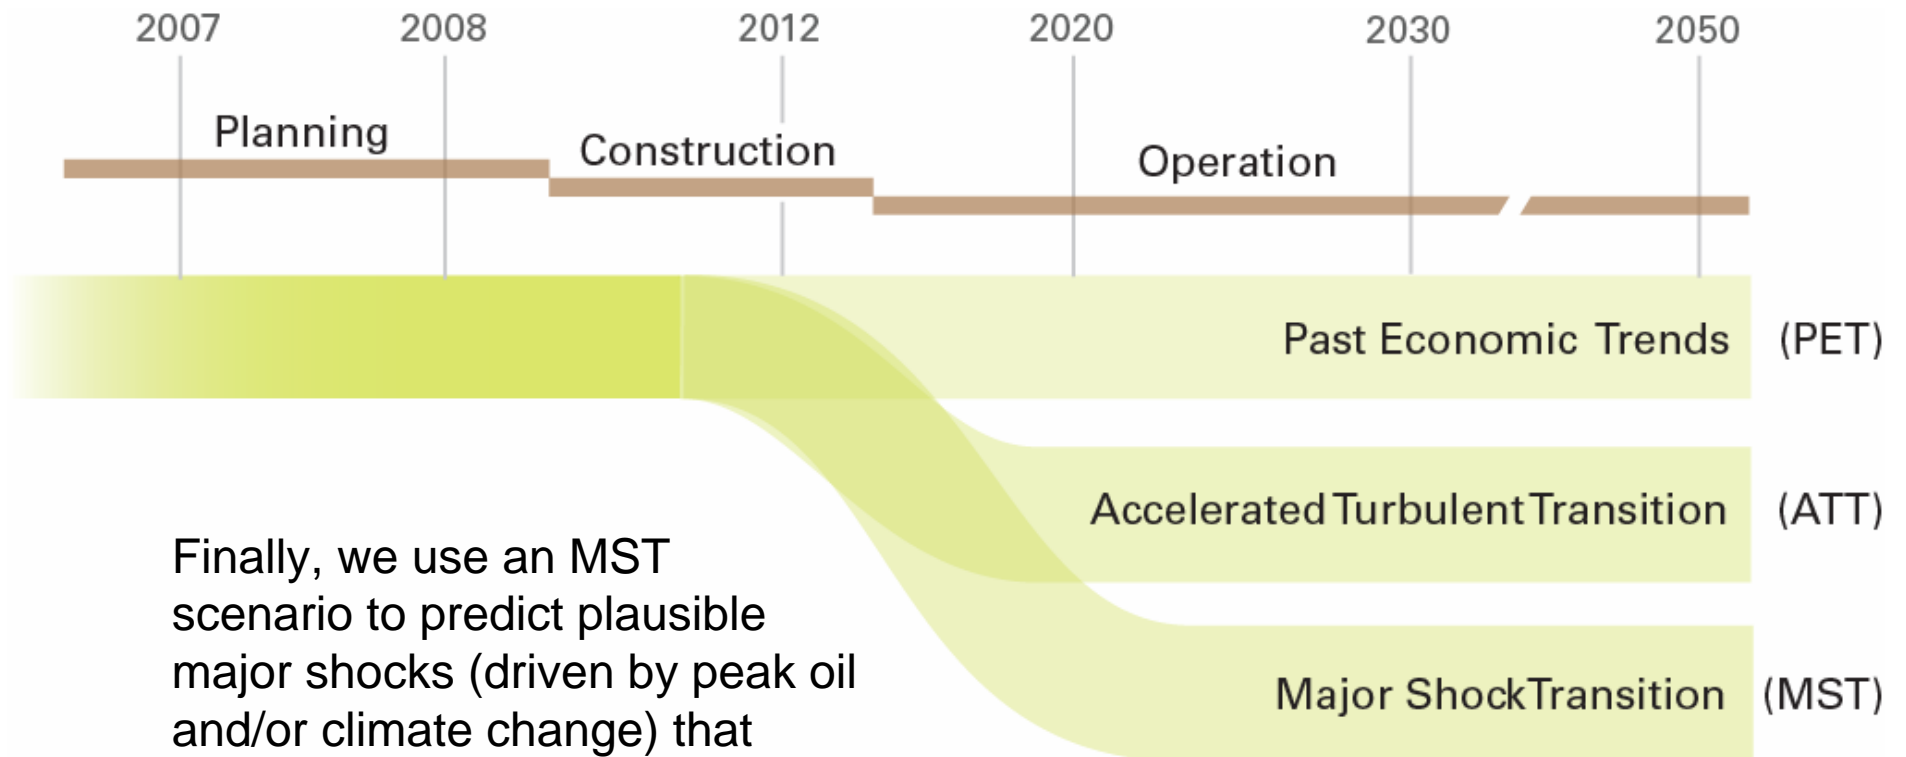 2007 2008 2012 2020 2030 2050
Planning
Construction
Operation
Past Economic Trends (PET)
Accelerated Turbulent Transition (ATT)
Finally, we use an MST
scenario to predict plausible
major shocks (driven by peak oil
and/or climate change) that
Major Shock Transition (MST)